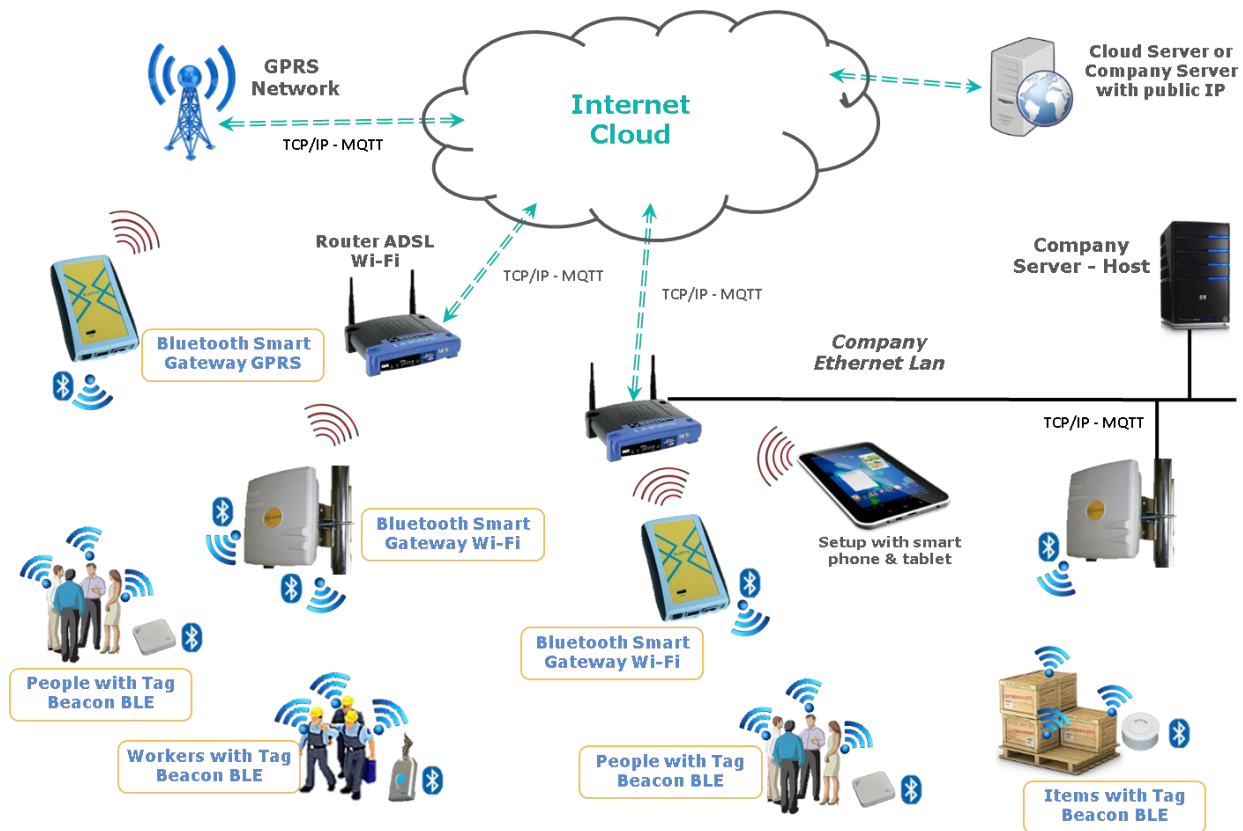 GPRS
Network
TCP/IP - MQTT
Internet
Cloud
Cloud Server or
Company Server
with public IP
Router ADSL
Wi-Fi
TCP/IP - MQTT
TCP/IP - MQTT
Company
Server - Host
Bluetooth Smart
Gateway GPRS
Company
Ethernet Lan
TCP/IP - MQTT
Bluetooth Smart
Gateway Wi-Fi
Setup with smart
phone & tablet
Bluetooth Smart
Gateway Wi-Fi
People with Tag
Beacon BLE
Workers with Tag
Beacon BLE
People with Tag
Beacon BLE
Items with Tag
Beacon BLE